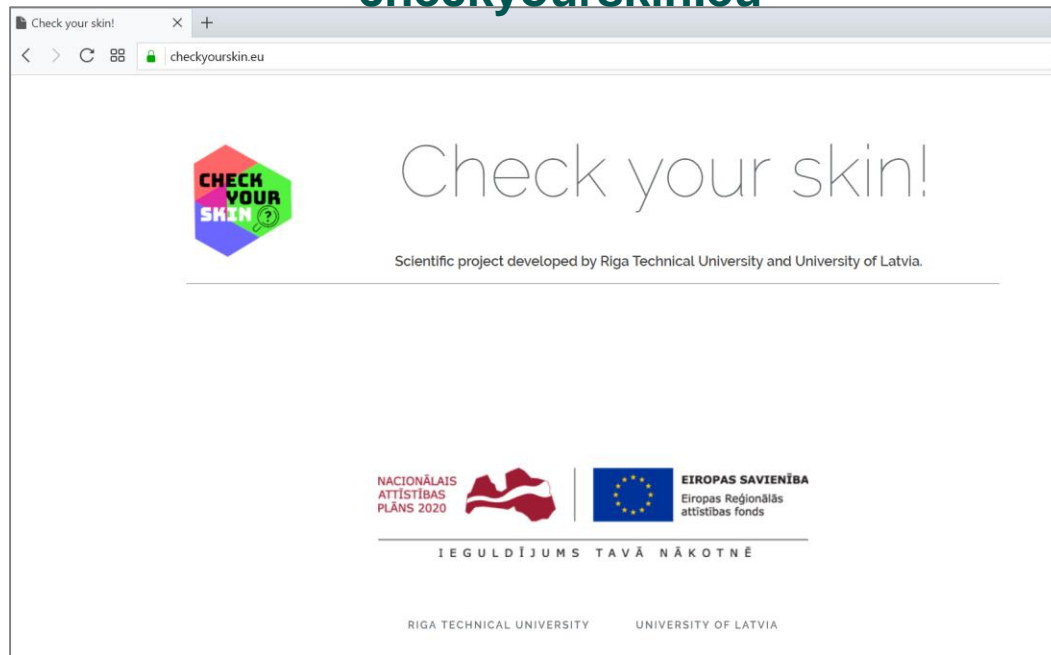 checkyourskin.eu
Check your skin!
checkyourskin.eu
CHECK
YOUR
SKIN ?
Check your skin!
Scientific project developed by Riga Technical University and University of Latvia.
NACIONĀLAIS
ATTĪSTĪBAS
PLĀNS 2020
EIROPAS SAVIENĪBA
Eiropas Reģionālās
attīstības fonds
IEGULDĪJUMS TAVĀ NĀKOTNĒ
RIGA TECHNICAL UNIVERSITY UNIVERSITY OF LATVIA